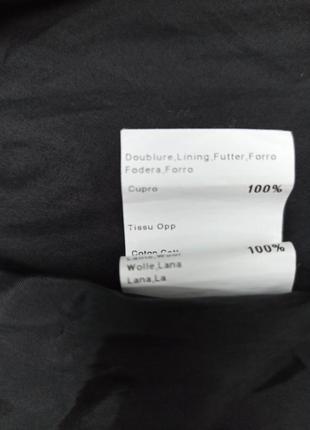 Doublure,Lining,Futter,Forro
Fodera,Forro
Cupro 100%
Tissu Opp
100%
Wolle,Lana
Lana,La